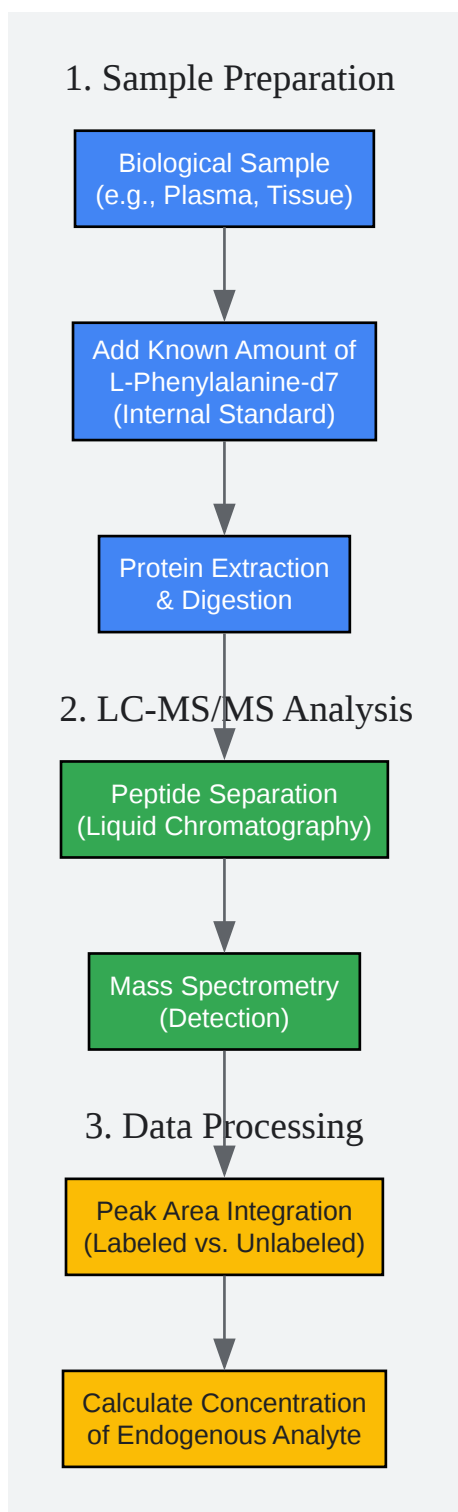 1. Sample Preparation
Biological Sample
(e.g., Plasma, Tissue)
Add Known Amount of
L-Phenylalanine-d7
(Internal Standard)
Protein Extraction
& Digestion
2. LC-MS/MS Analysis
Peptide Separation
(Liquid Chromatography)
Mass Spectrometry
(Detection)
3. Data Processing
Peak Area Integration
(Labeled vs. Unlabeled)
Calculate Concentration
of Endogenous Analyte